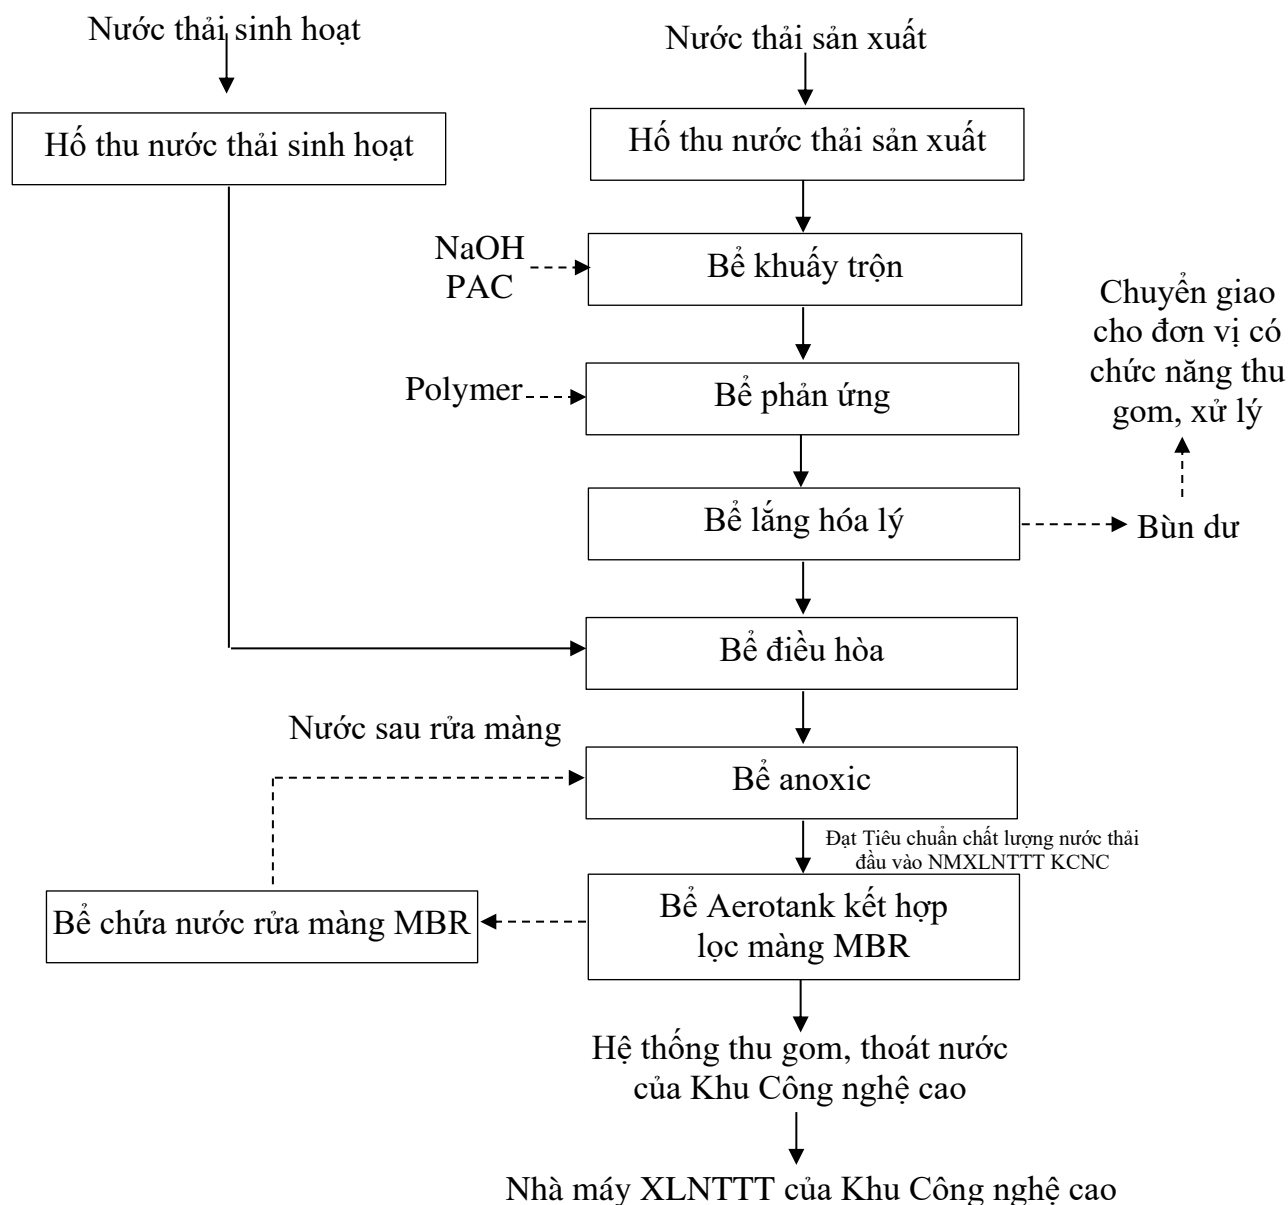 Nước thải sinh hoạt
Nước thải sản xuất
Hố thu nước thải sinh hoạt
Hố thu nước thải sản xuất
NaOH
PAC
Bể khuấy trộn
Chuyển giao
cho đơn vị có
chức năng thu
gom, xử lý
Polymer
Bể phản ứng
Bể lắng hóa lý
Bùn dư
Bể điều hòa
Nước sau rửa màng
Bể anoxic
Đạt Tiêu chuẩn chất lượng nước thải
đầu vào NMXLNTTT KCNC
Bể chứa nước rửa màng MBR
Bể Aerotank kết hợp
lọc màng MBR
Hệ thống thu gom, thoát nước
của Khu Công nghệ cao
Nhà máy XLNTTT của Khu Công nghệ cao